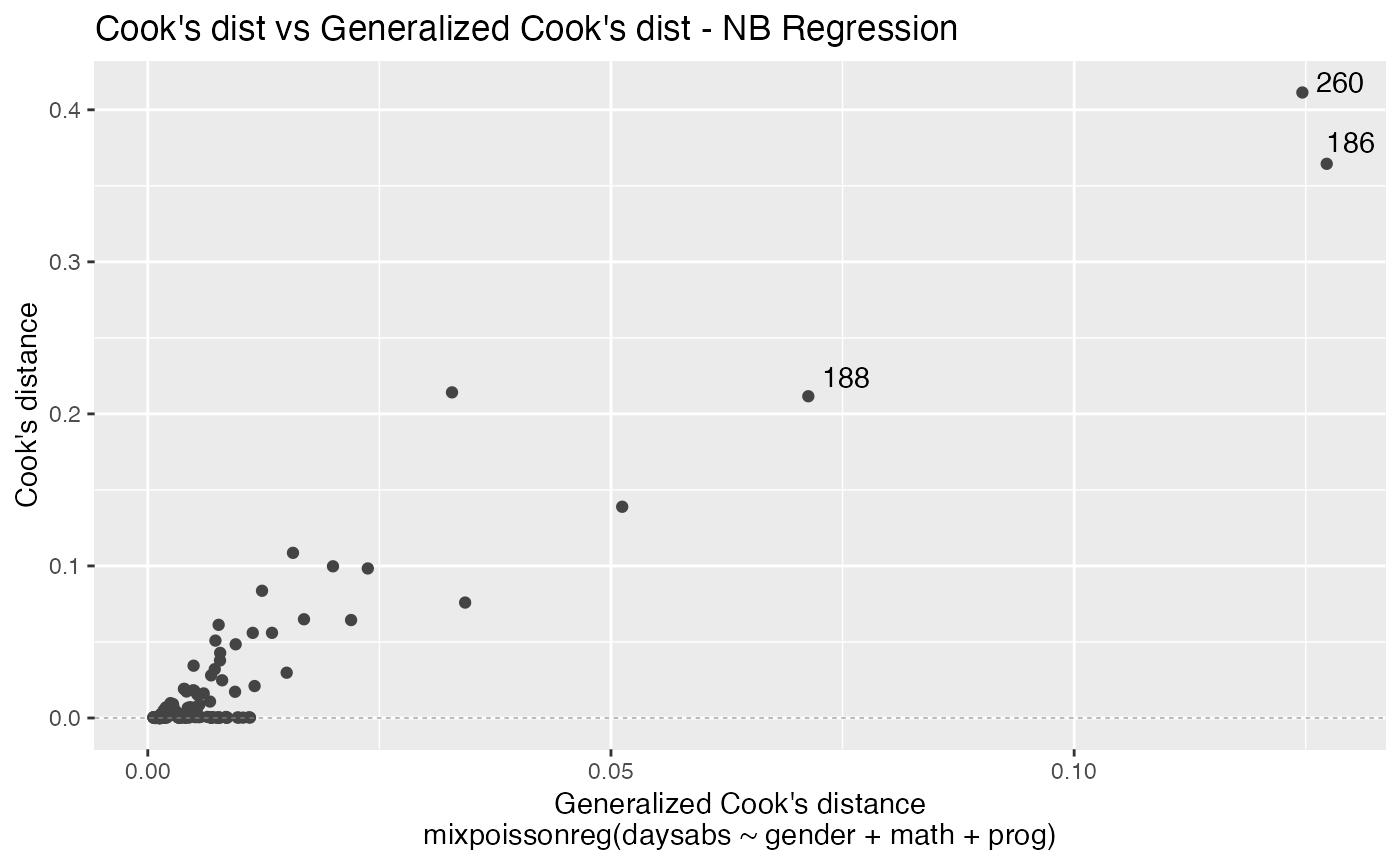 Cook's dist vs Generalized Cook's dist - NB Regression
260
186
188
0.4
0.3
0.2
0.1
0.0
Cook's distance
0.00
0.05
0.10
Generalized Cook's distance
mixpoissonreg(daysabs ~ gender + math + prog)